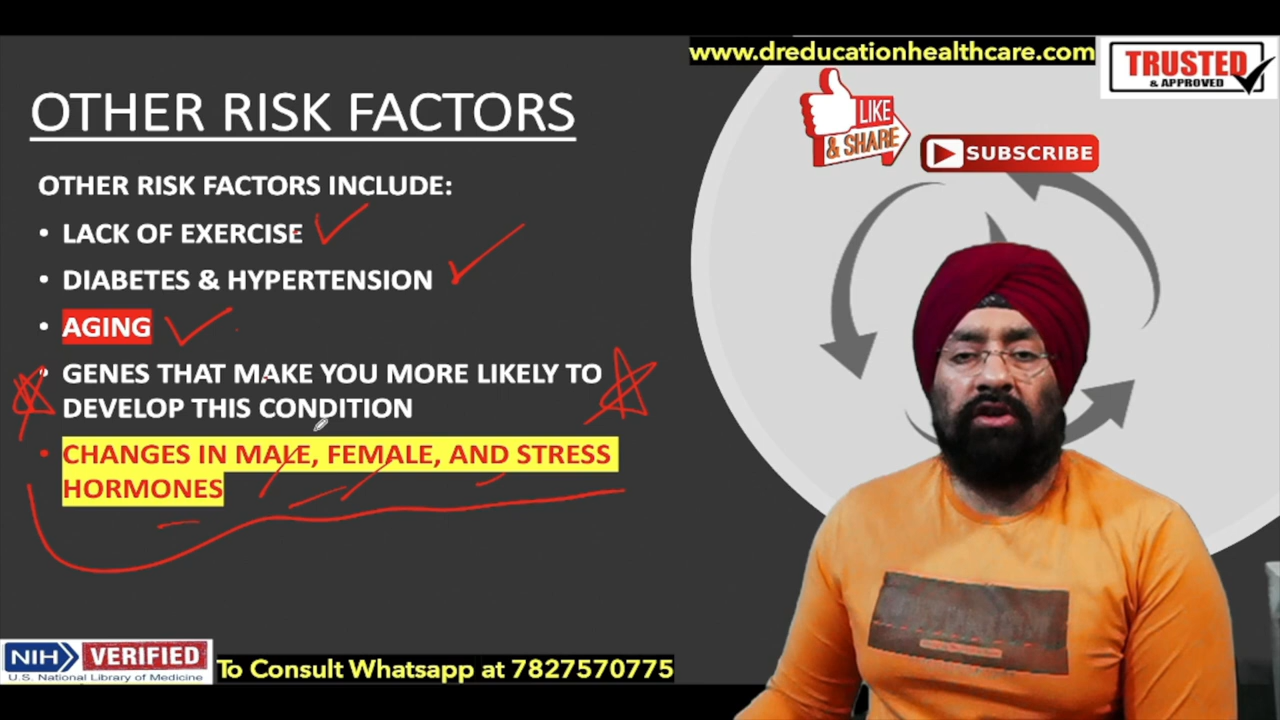 www.dreducationhealthcare.com
TRUSTED
& APPROVED
LIKE
& SHARE
SUBSCRIBE
OTHER RISK FACTORS
OTHER RISK FACTORS INCLUDE:
• LACK OF EXERCISE
• DIABETES & HYPERTENSION
• AGING
• GENES THAT MAKE YOU MORE LIKELY TO
DEVELOP THIS CONDITION
• CHANGES IN MALE, FEMALE, AND STRESS
HORMONES
NIH VERIFIED
U.S. National Library of Medicine
To Consult Whatsapp at 7827570775